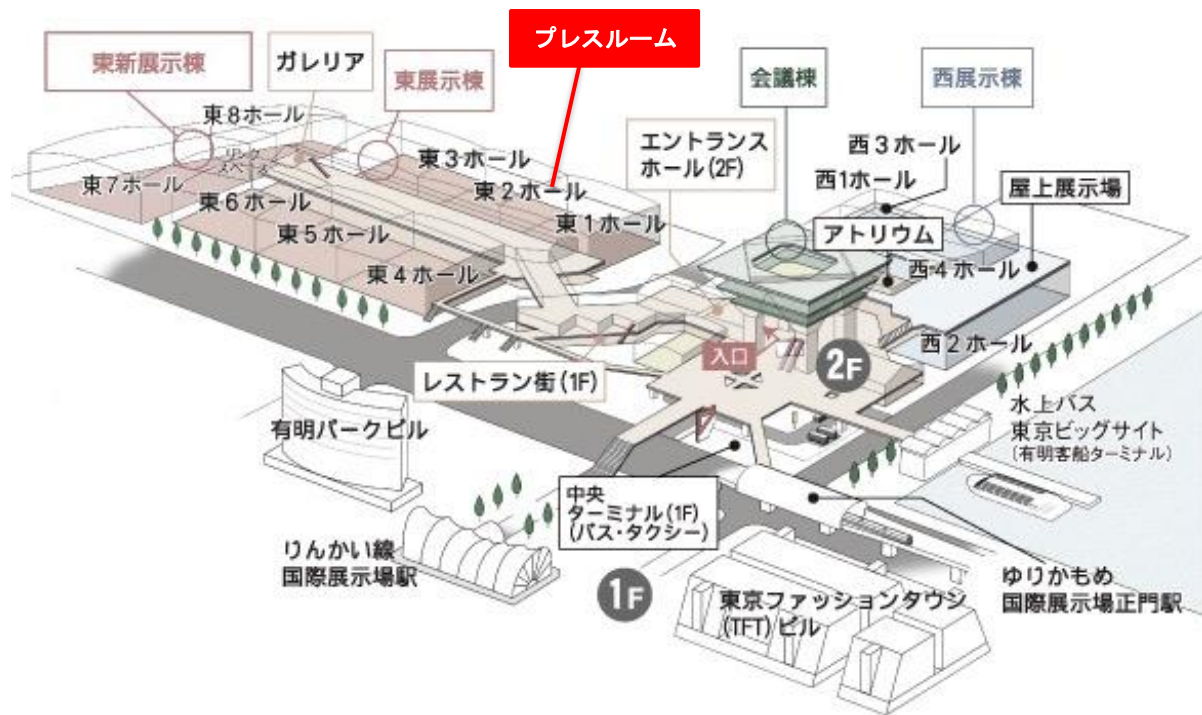 プレスルーム
東新展示棟
ガレリア
東展示棟
会議棟
西展示棟
東8ホール
東7ホール
東6ホール
東5ホール
東4ホール
東3ホール
東2ホール
東1ホール
エントランス
ホール(2F)
西3ホール
西1ホール
屋上展示場
アトリウム
西4ホール
西2ホール
入口
2F
レストラン街(1F)
有明パークビル
水上バス
東京ビッグサイト
(有明客船ターミナル)
中央
ターミナル(1F)
(バス・タクシー)
りんかい線
国際展示場駅
1F
東京ファッションタウン
(TFT)ビル
ゆりかもめ
国際展示場正門駅